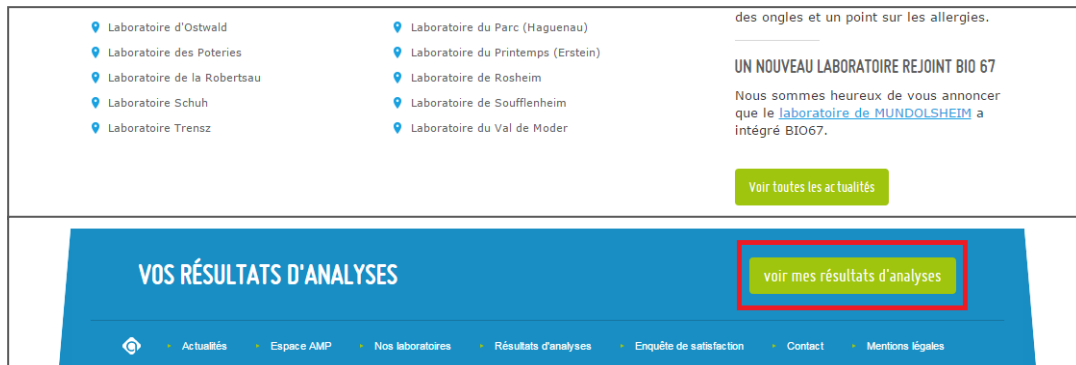 Laboratoire d'Ostwald
Laboratoire des Poteries
Laboratoire de la Robertsau
Laboratoire Schuh
Laboratoire Trensz
Laboratoire du Parc (Haguenau)
Laboratoire du Printemps (Erstein)
Laboratoire de Rosheim
Laboratoire de Soufflenheim
Laboratoire du Val de Moder
des ongles et un point sur les allergies.
UN NOUVEAU LABORATOIRE REJOINT BIO 67
Nous sommes heureux de vous annoncer
que le laboratoire de MUNDOLSHEIM a
intégré BIO67.
Voir toutes les actualités
VOS RÉSULTATS D'ANALYSES
voir mes résultats d'analyses
Actualités Espace AMP Nos laboratoires Résultats d'analyses Enquête de satisfaction Contact Mentions légales